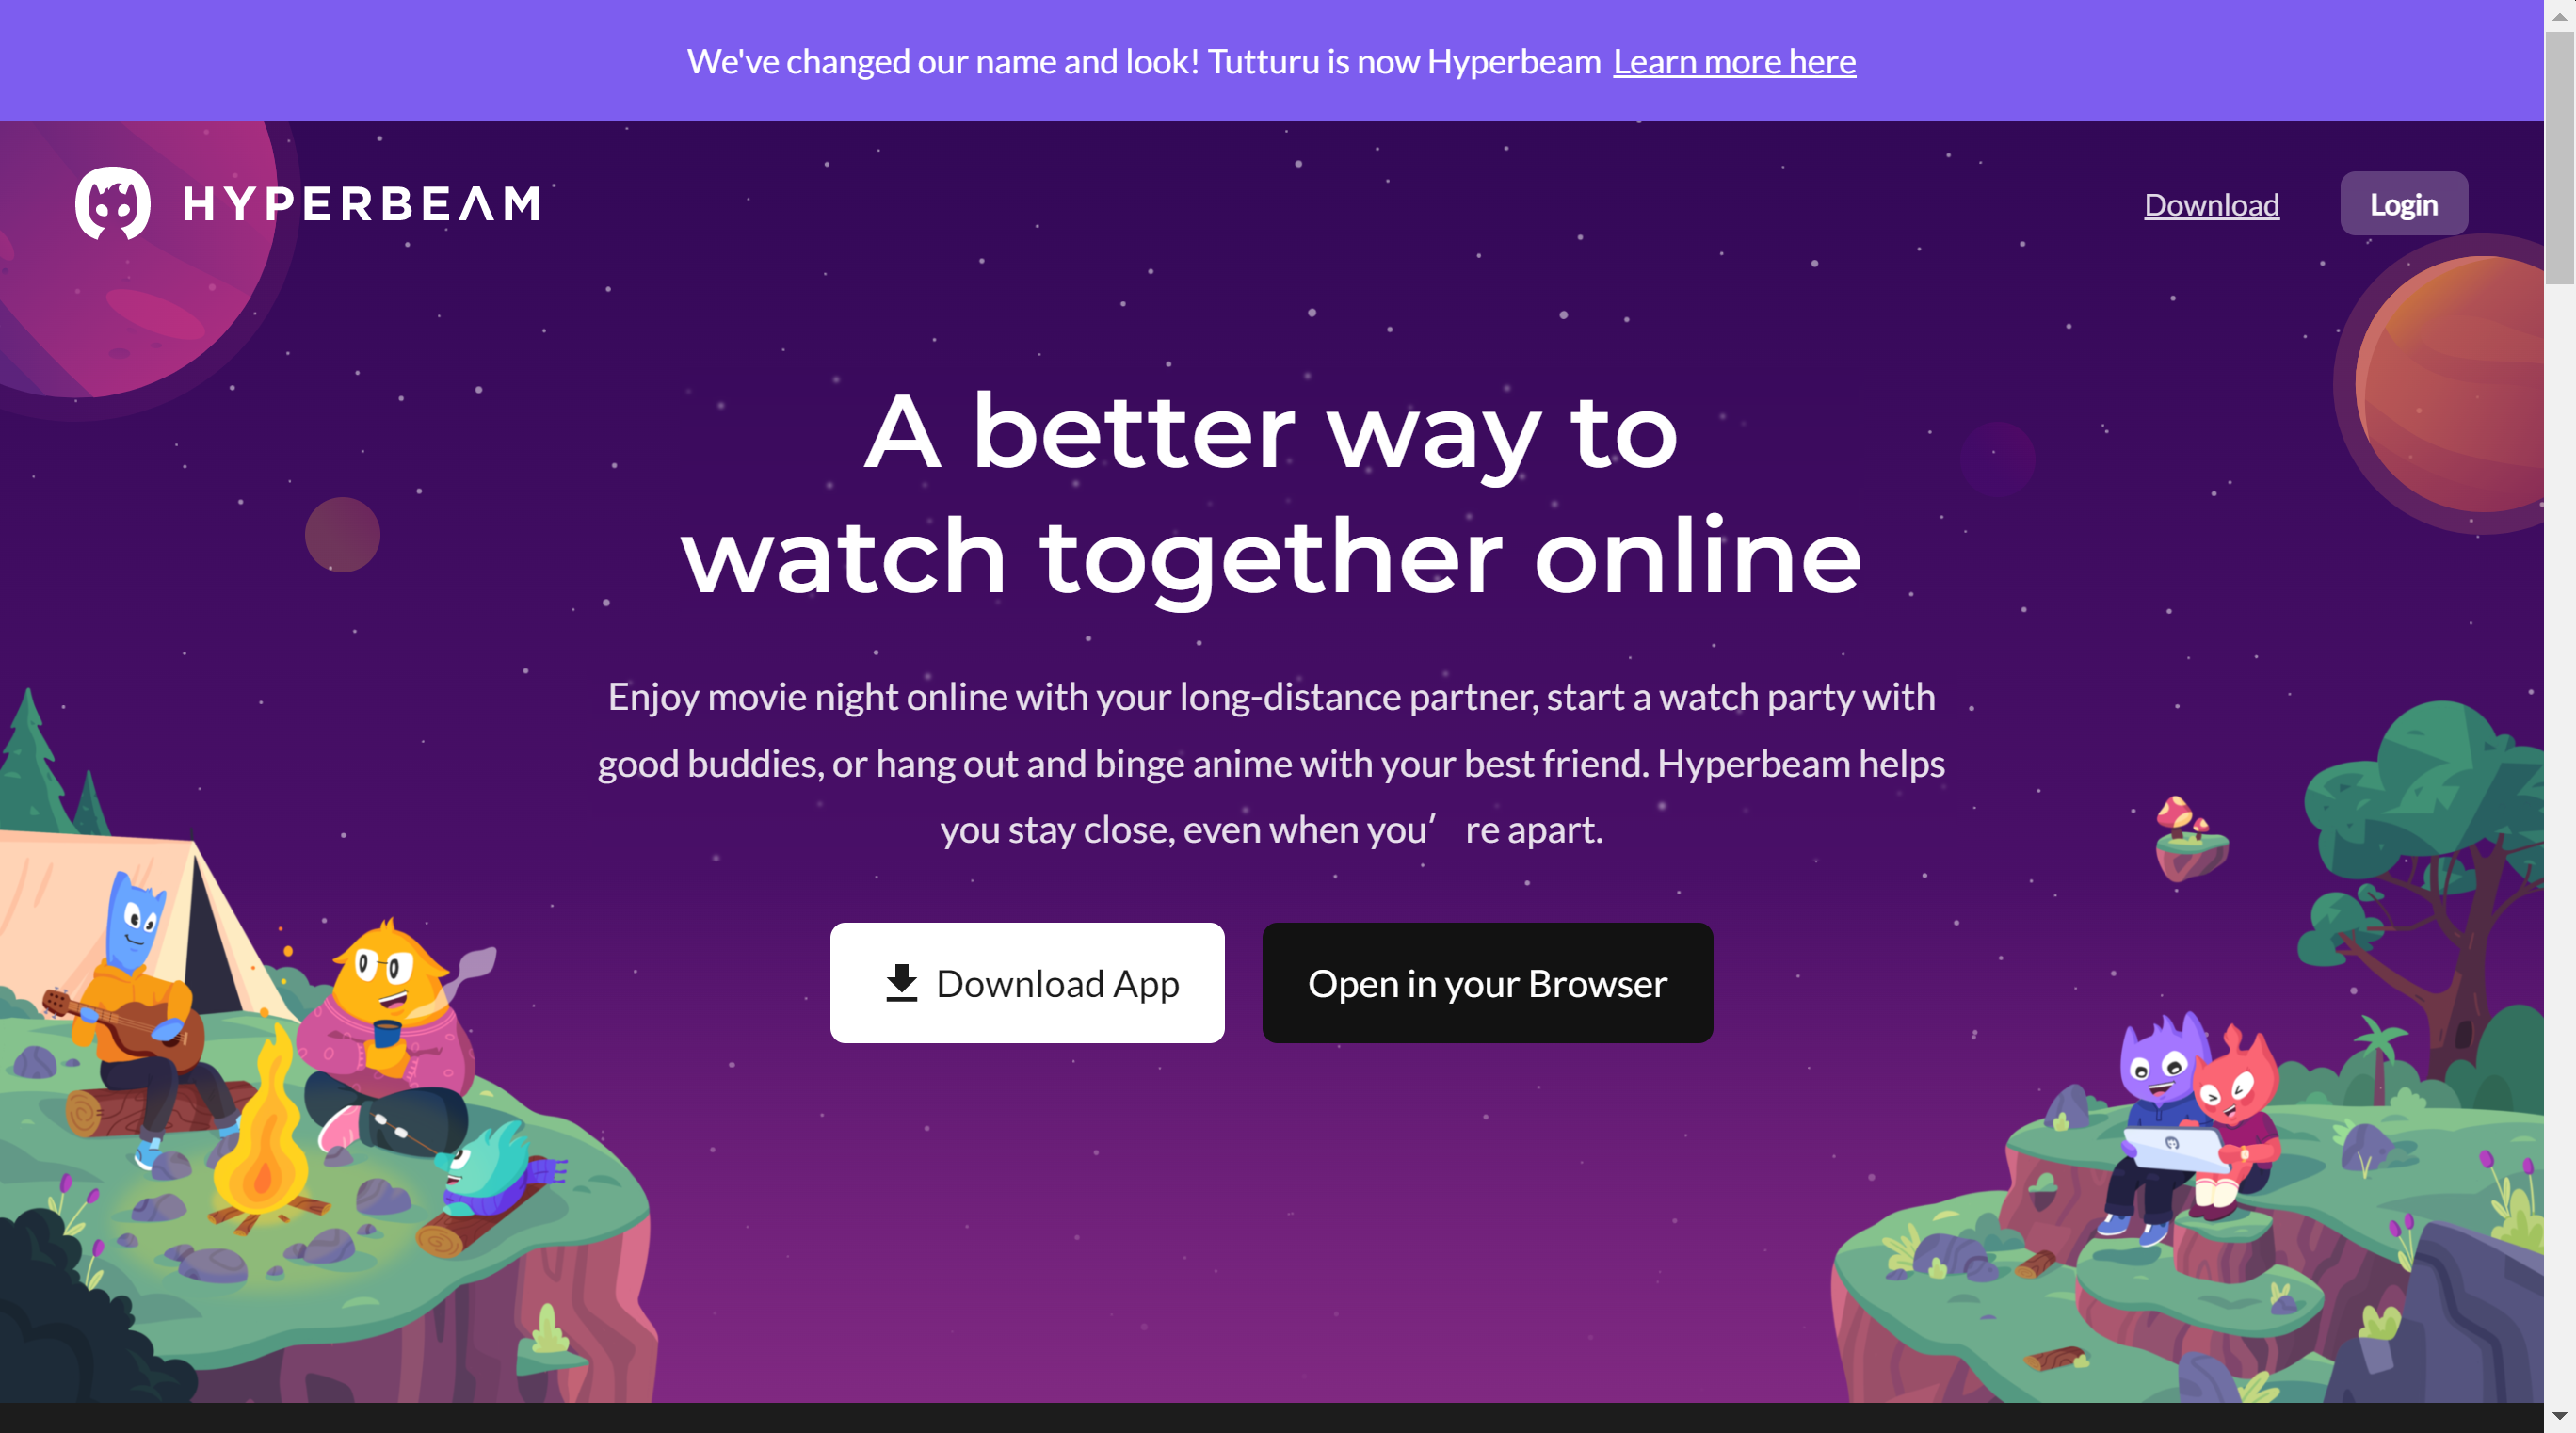 We've changed our name and look! Tutturu is now Hyperbeam Learn more here
HYPERBEAM
Download
Login
A better way to
watch together online
Enjoy movie night online with your long-distance partner, start a watch party with
good buddies, or hang out and binge anime with your best friend. Hyperbeam helps
you stay close, even when you’re apart.
Download App
Open in your Browser